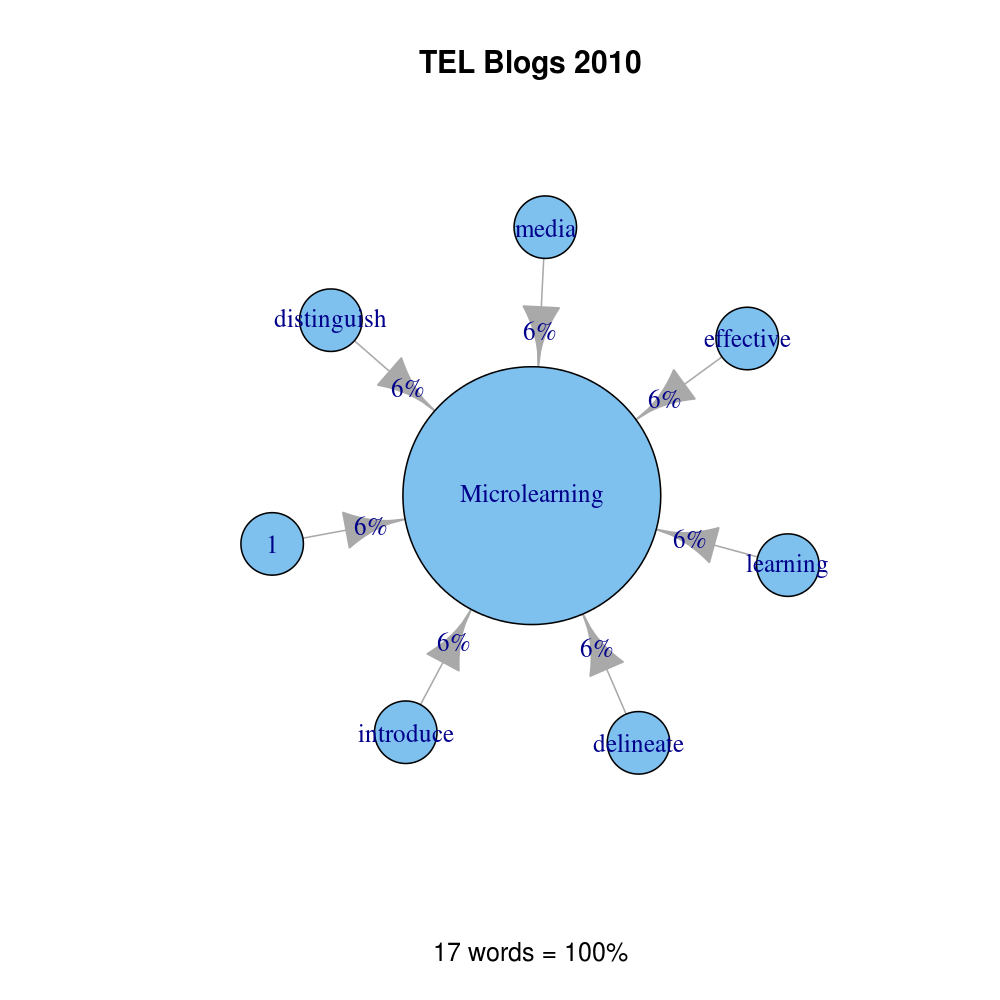 TEL Blogs 2010
media
distinguish
6%
effective
6%
6%
Microlearning
1
6%
6%
learning
6%
6%
introduce
delineate
17 words = 100%